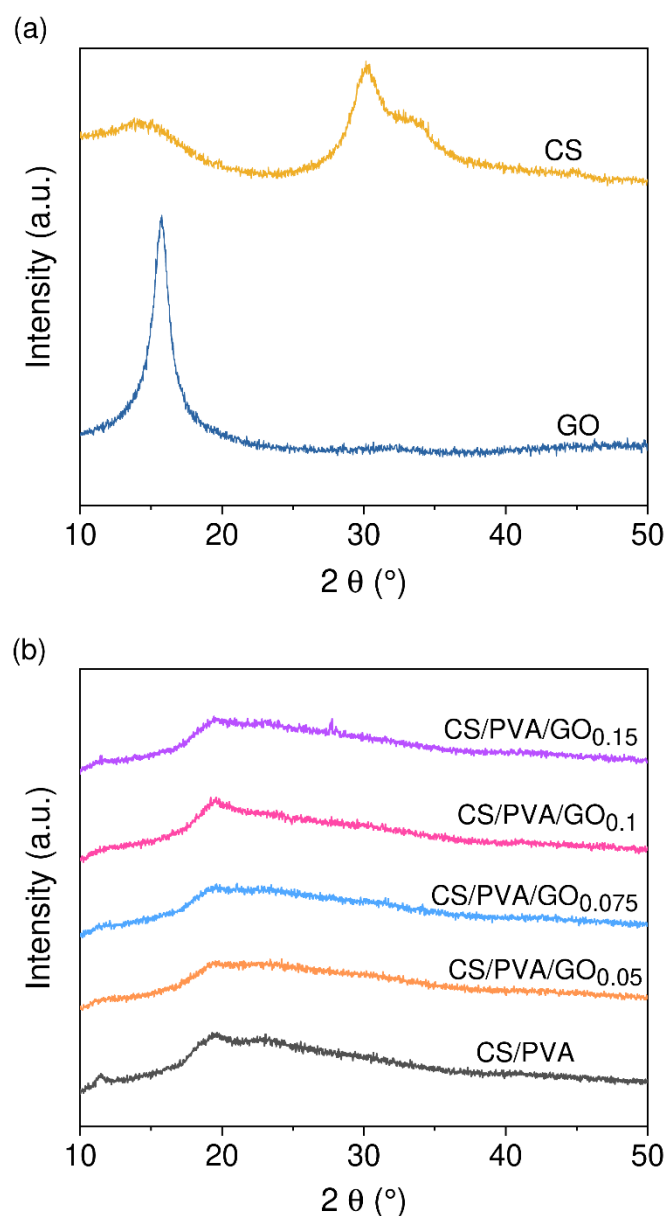 (a)
CS
GO
Intensity (a.u.)
10 20 30 40 50
2 θ (°)
(b)
CS/PVA/GO0.15
CS/PVA/GO0.1
CS/PVA/GO0.075
CS/PVA/GO0.05
CS/PVA
Intensity (a.u.)
10 20 30 40 50
2 θ (°)